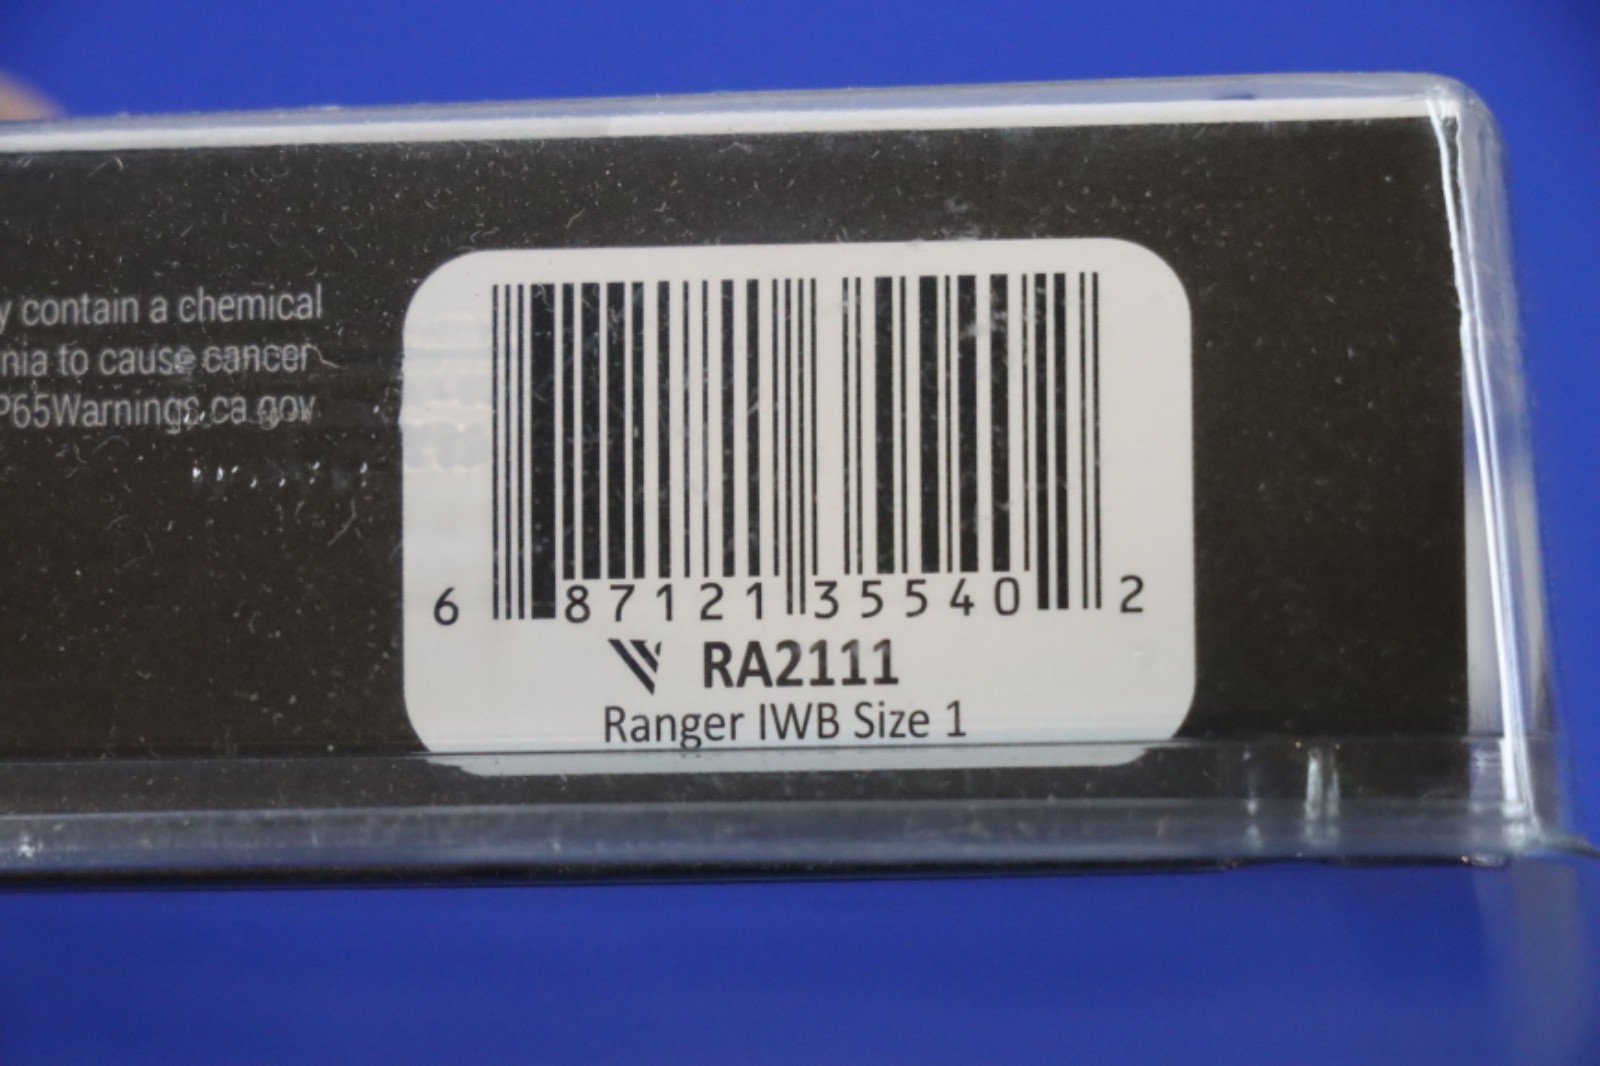 y contain a chemical
nia to cause cancer
P65Warnings.ca.gov
6 87121 35540 2
RA2111
Ranger IWB Size 1